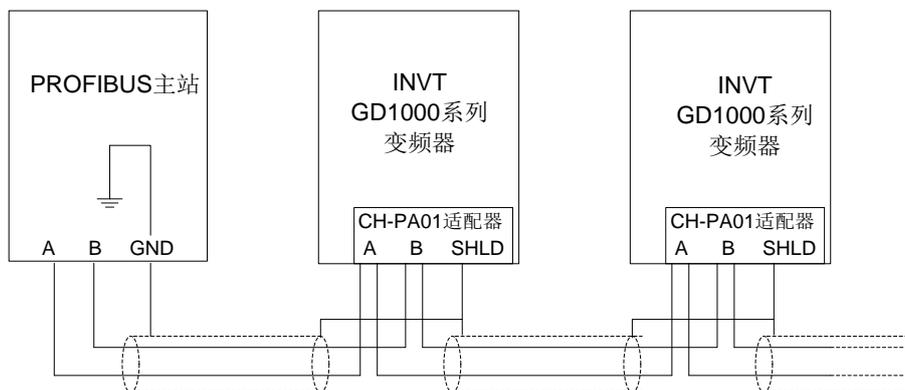 PROFIBUS主站
A B GND
INVT
GD1000系列
变频器
CH-PA01适配器
A B SHLD
INVT
GD1000系列
变频器
CH-PA01适配器
A B SHLD